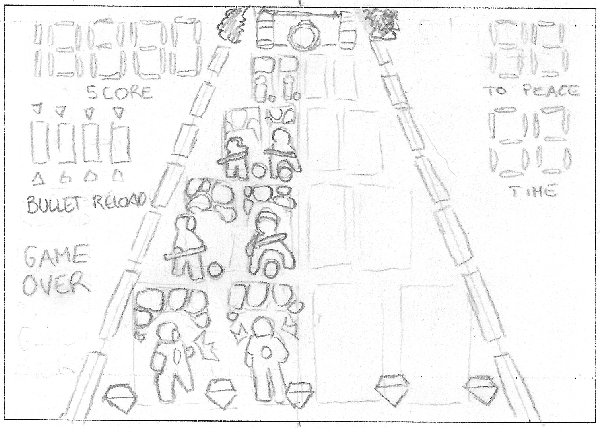 SCORE
TO PEACE
BULLET RELOAD
TIME
GAME
OVER